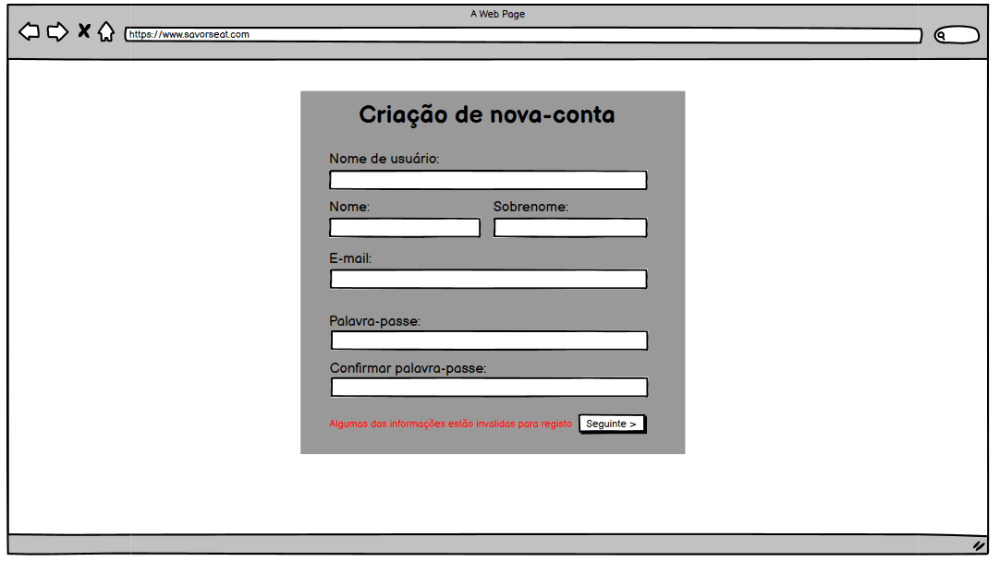 A Web Page
https://www.savorseat.com
Criação de nova-conta
Nome de usuário:
Nome: Sobrenome:
E-mail:
Palavra-passe:
Confirmar palavra-passe:
Algumas das informações estão invalidas para registo Seguinte >